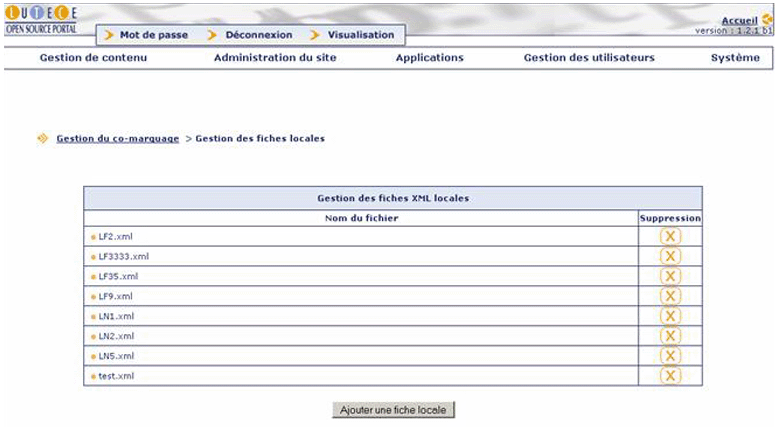 LUTECE
OPEN SOURCE PORTAL
Mot de passe Déconnexion Visualisation
Accueil
version : 1.2.1 b1
Gestion de contenu Administration du site Applications Gestion des utilisateurs Système
Gestion du co-marquage > Gestion des fiches locales
Gestion des fiches XML locales
Nom du fichier Suppression
LF2.xml X
LF3333.xml X
LF35.xml X
LF9.xml X
LN1.xml X
LN2.xml X
LN5.xml X
test.xml X
Ajouter une fiche locale